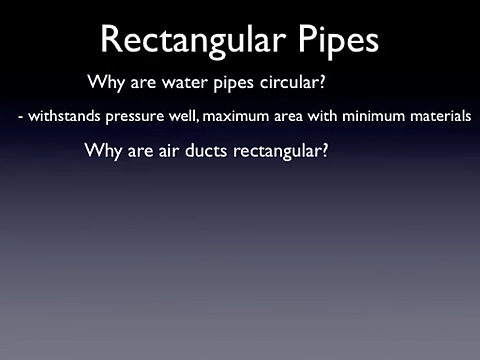 Rectangular Pipes
Why are water pipes circular?
- withstands pressure well, maximum area with minimum materials
Why are air ducts rectangular?